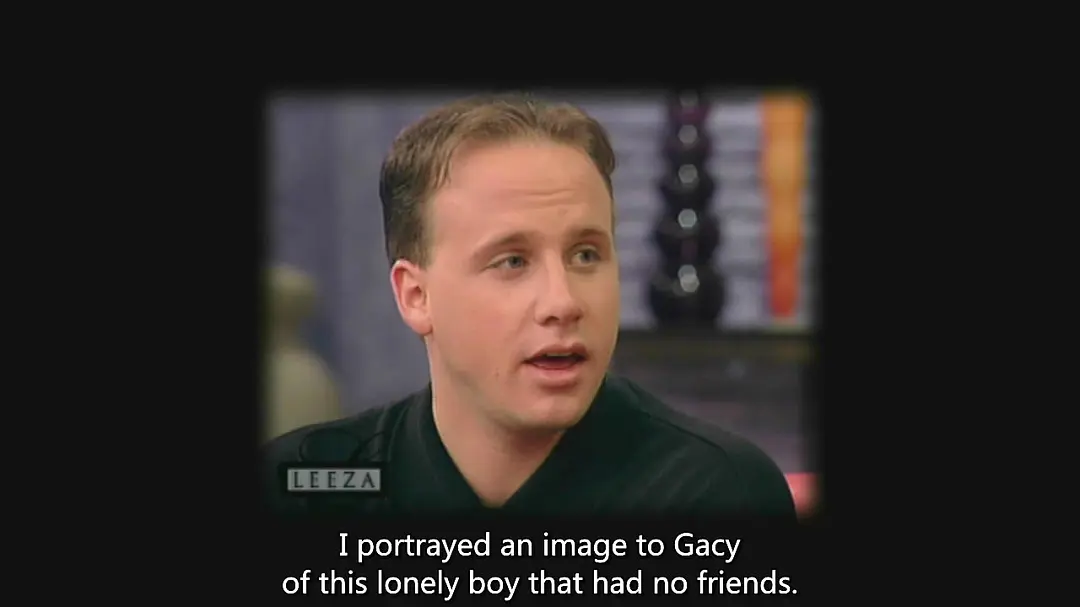 LEEZA
I portrayed an image to Gacy
of this lonely boy that had no friends.